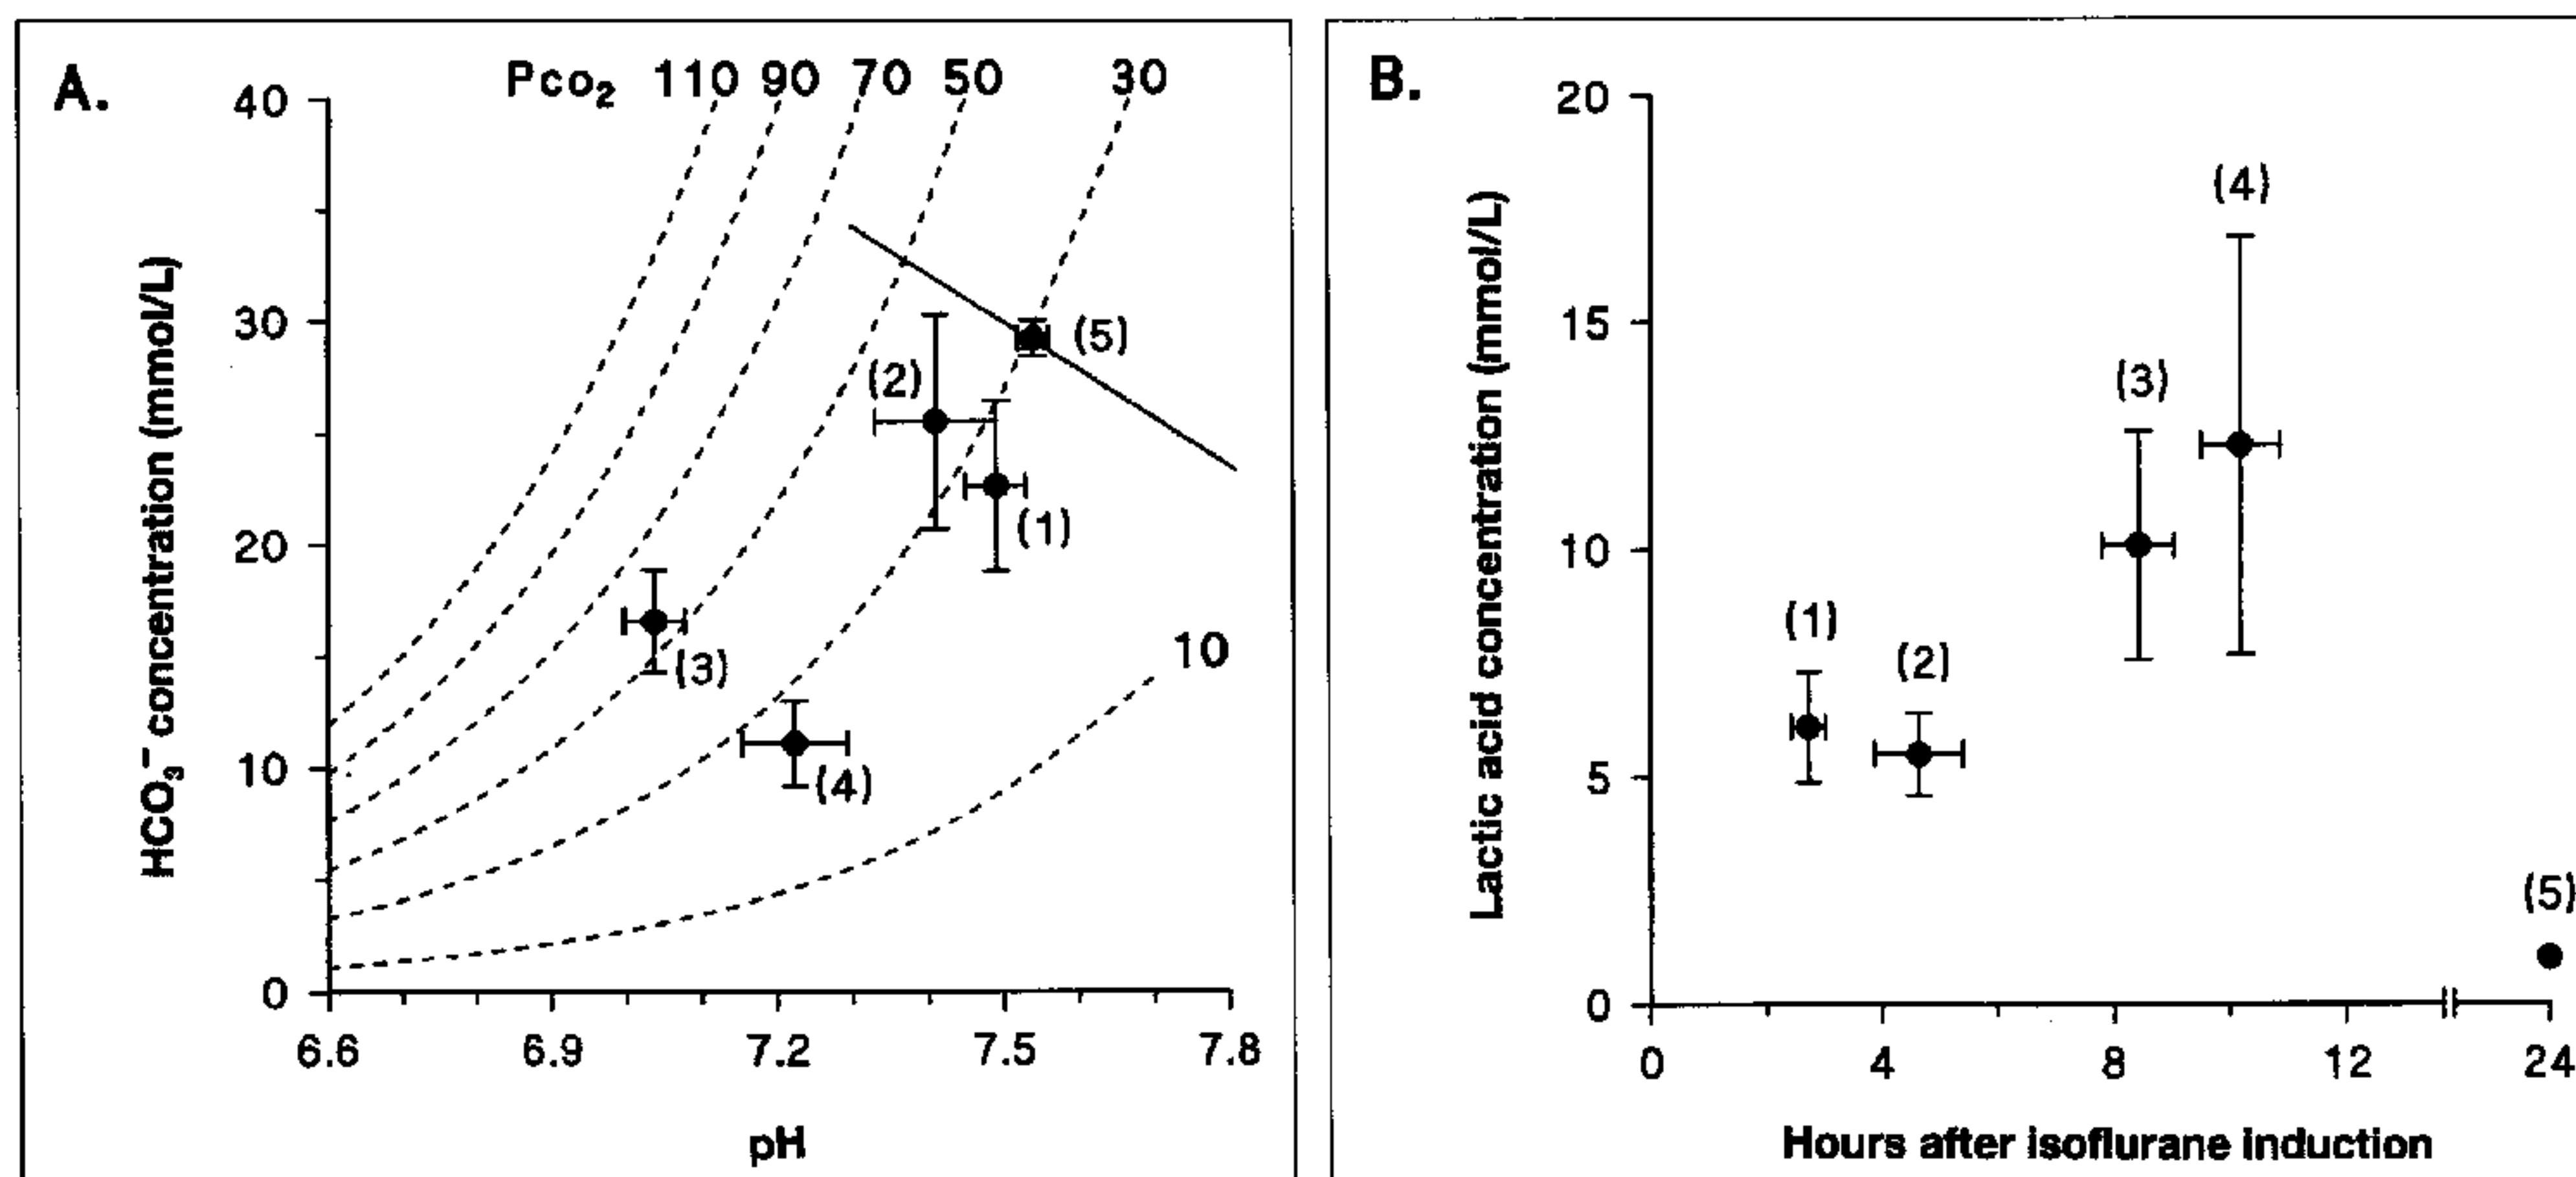 A.
Pco₂ 110 90 70 50 30
40
30
20
10
0
HCO₃⁻ concentration (mmol/L)
(5)
(2)
(1)
(3)
(4)
10
6.6 6.9 7.2 7.5 7.8
pH
B.
20
15
10
5
0
Lactic acid concentration (mmol/L)
(4)
(3)
(1)
(2)
(5)
0 4 8 12 24
Hours after isoflurane induction